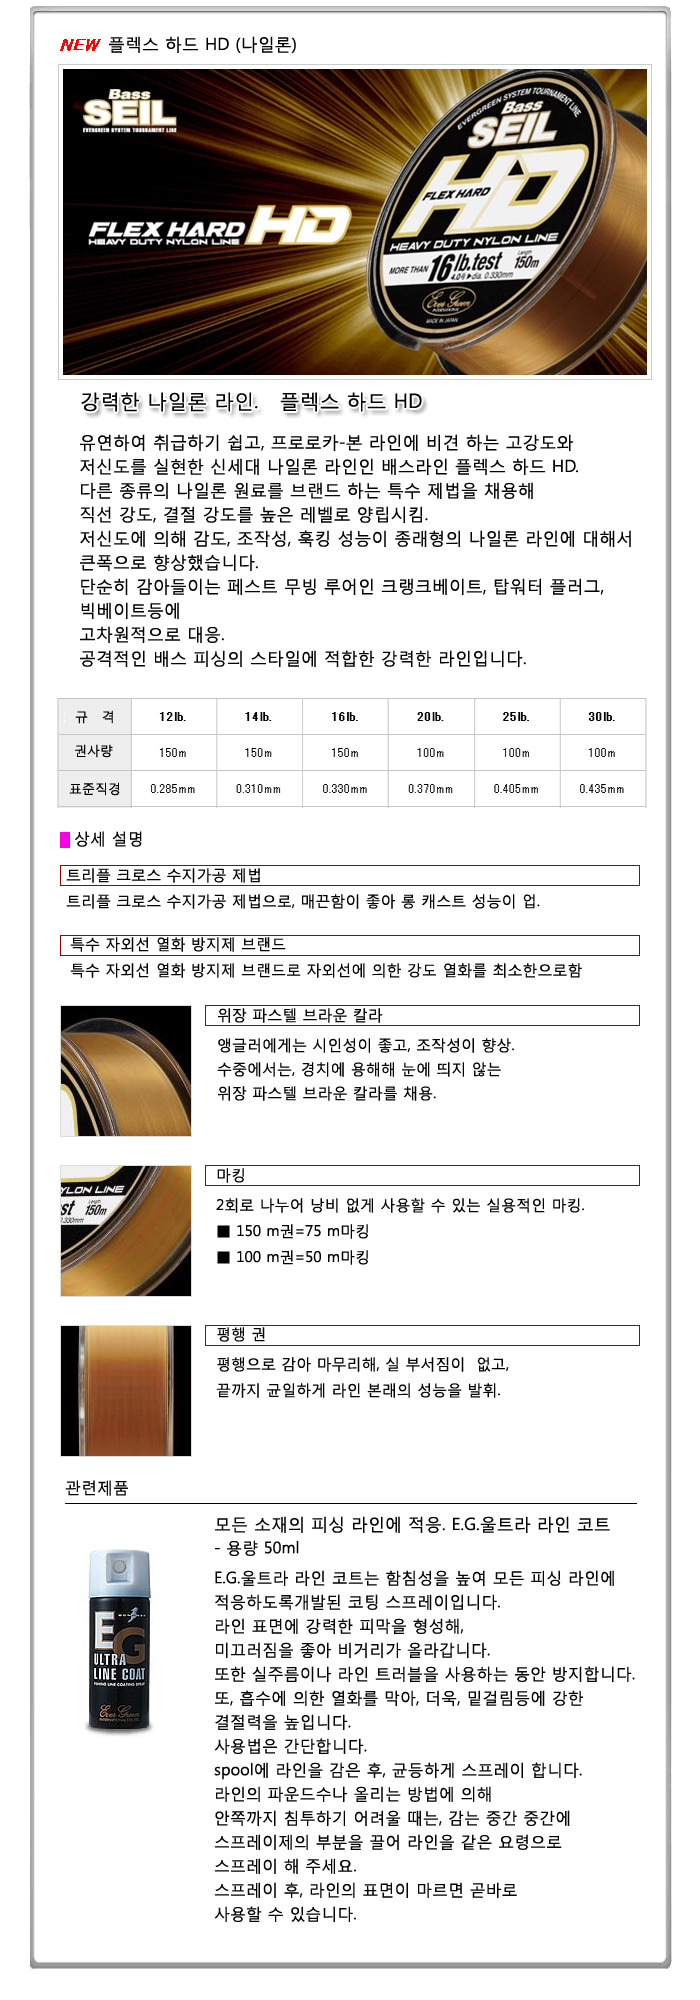 NEW 플렉스 하드 HD (나일론)
Bass
SEIL
EVERGREEN SYSTEM TOURNAMENT LINE
FLEX HARD HD
HEAVY DUTY NYLON LINE
EVERGREEN SYSTEM TOURNAMENT LINE
Bass
SEIL
HD
FLEX HARD
HEAVY DUTY NYLON LINE
MORE THAN 16lb.test Length 150m
4.0号▶dia. 0.330mm
Ever Green
INTERNATIONAL
MADE IN JAPAN
강력한 나일론 라인. 플렉스 하드 HD
유연하여 취급하기 쉽고, 프로로카-본 라인에 비견 하는 고강도와
저신도를 실현한 신세대 나일론 라인인 배스라인 플렉스 하드 HD.
다른 종류의 나일론 원료를 브랜드 하는 특수 제법을 채용해
직선 강도, 결절 강도를 높은 레벨로 양립시킴.
저신도에 의해 감도, 조작성, 훅킹 성능이 종래형의 나일론 라인에 대해서
큰폭으로 향상했습니다.
단순히 감아들이는 페스트 무빙 루어인 크랭크베이트, 탑워터 플러그,
빅베이트등에
고차원적으로 대응.
공격적인 배스 피싱의 스타일에 적합한 강력한 라인입니다.
규 격 12lb. 14lb. 16lb. 20lb. 25lb. 30lb.
권사량 150m 150m 150m 100m 100m 100m
표준직경 0.285mm 0.310mm 0.330mm 0.370mm 0.405mm 0.435mm
상세 설명
트리플 크로스 수지가공 제법
트리플 크로스 수지가공 제법으로, 매끈함이 좋아 롱 캐스트 성능이 업.
특수 자외선 열화 방지제 브랜드
특수 자외선 열화 방지제 브랜드로 자외선에 의한 강도 열화를 최소한으로함
위장 파스텔 브라운 칼라
앵글러에게는 시인성이 좋고, 조작성이 향상.
수중에서는, 경치에 용해해 눈에 띄지 않는
위장 파스텔 브라운 칼라를 채용.
YLON LINE
st Length 150m
0.330mm
마킹
2회로 나누어 낭비 없게 사용할 수 있는 실용적인 마킹.
■ 150 m권=75 m마킹
■ 100 m권=50 m마킹
평행 권
평행으로 감아 마무리해, 실 부서짐이 없고,
끝까지 균일하게 라인 본래의 성능을 발휘.
관련제품
EG
ULTRA
LINE COAT
FISHING LINE COATING SPRAY
Ever Green
모든 소재의 피싱 라인에 적응. E.G.울트라 라인 코트
- 용량 50ml
E.G.울트라 라인 코트는 함침성을 높여 모든 피싱 라인에
적응하도록개발된 코팅 스프레이입니다.
라인 표면에 강력한 피막을 형성해,
미끄러짐을 좋아 비거리가 올라갑니다.
또한 실주름이나 라인 트러블을 사용하는 동안 방지합니다.
또, 흡수에 의한 열화를 막아, 더욱, 밑걸림등에 강한
결절력을 높입니다.
사용법은 간단합니다.
spool에 라인을 감은 후, 균등하게 스프레이 합니다.
라인의 파운드수나 올리는 방법에 의해
안쪽까지 침투하기 어려울 때는, 감는 중간 중간에
스프레이제의 부분을 끌어 라인을 같은 요령으로
스프레이 해 주세요.
스프레이 후, 라인의 표면이 마르면 곧바로
사용할 수 있습니다.